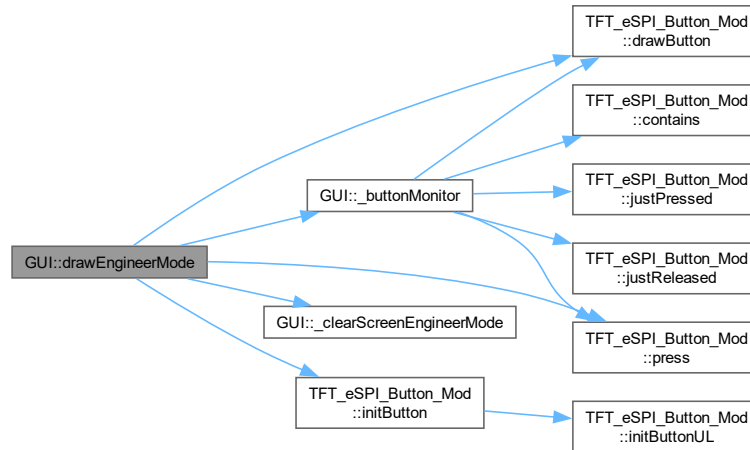 TFT_eSPI_Button_Mod
::drawButton
TFT_eSPI_Button_Mod
::contains
GUI::_buttonMonitor
TFT_eSPI_Button_Mod
::justPressed
GUI::drawEngineerMode
TFT_eSPI_Button_Mod
::justReleased
GUI::_clearScreenEngineerMode
TFT_eSPI_Button_Mod
::press
TFT_eSPI_Button_Mod
::initButton
TFT_eSPI_Button_Mod
::initButtonUL